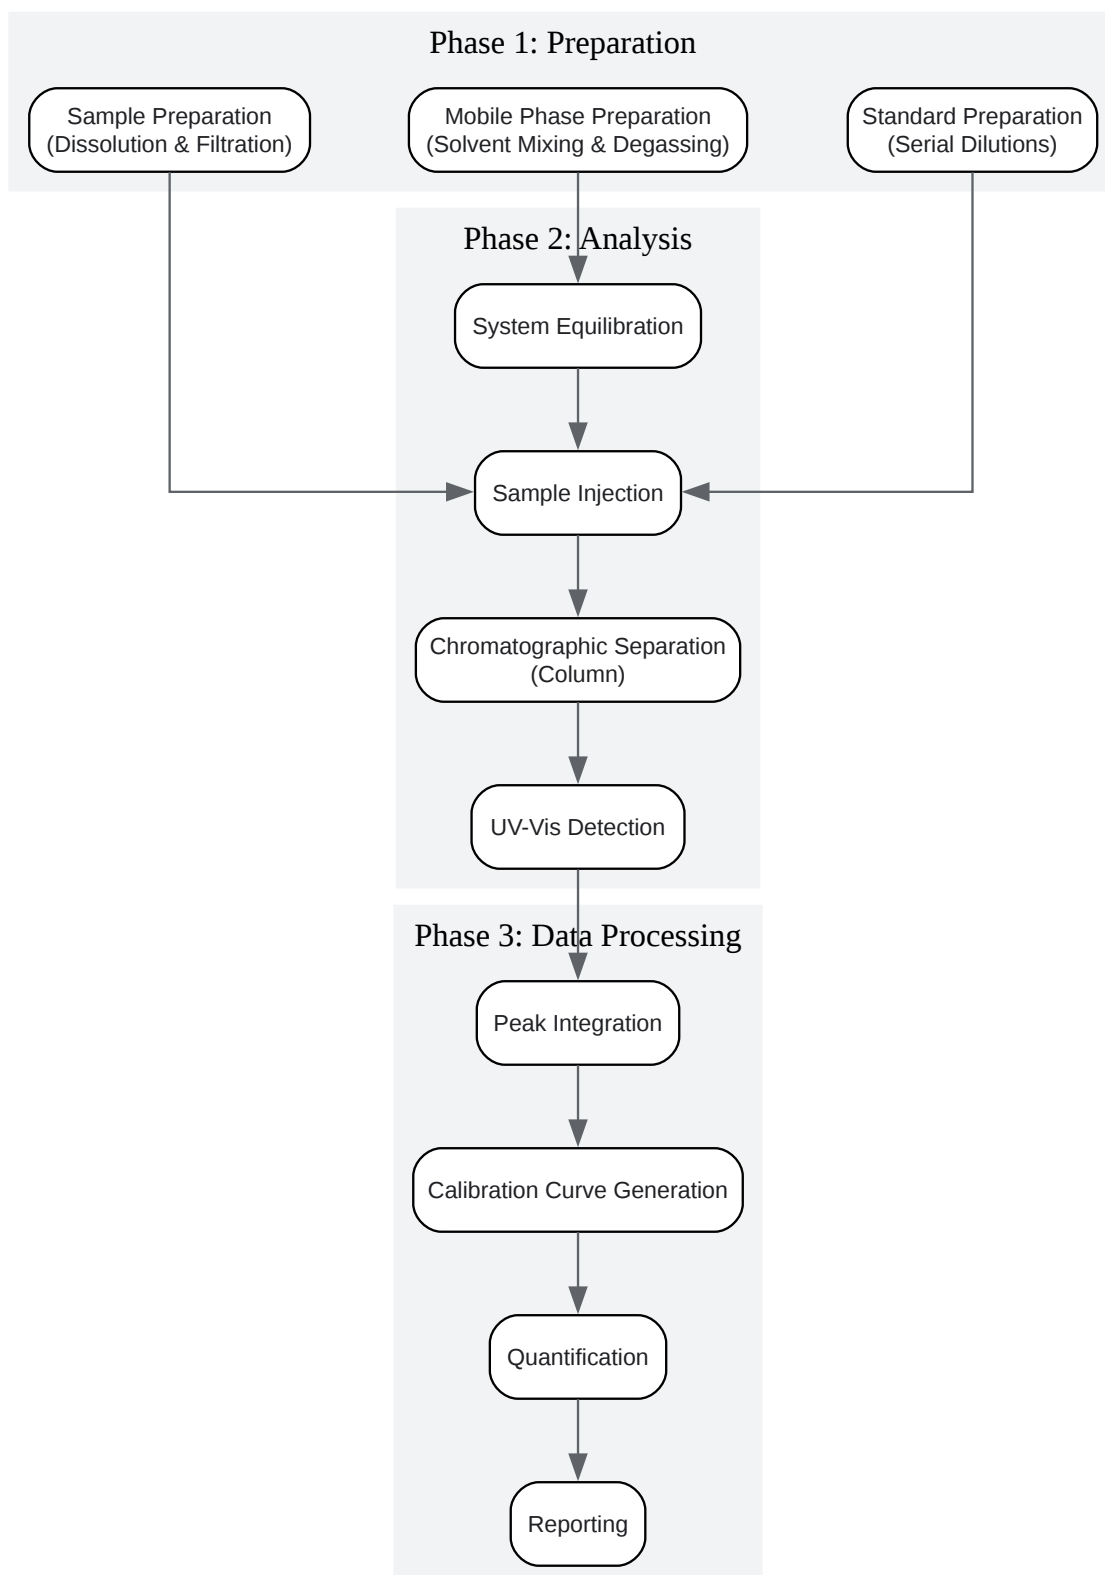 Phase 1: Preparation
Sample Preparation
(Dissolution & Filtration)
Mobile Phase Preparation
(Solvent Mixing & Degassing)
Standard Preparation
(Serial Dilutions)
Phase 2: Analysis
System Equilibration
Sample Injection
Chromatographic Separation
(Column)
UV-Vis Detection
Phase 3: Data Processing
Peak Integration
Calibration Curve Generation
Quantification
Reporting